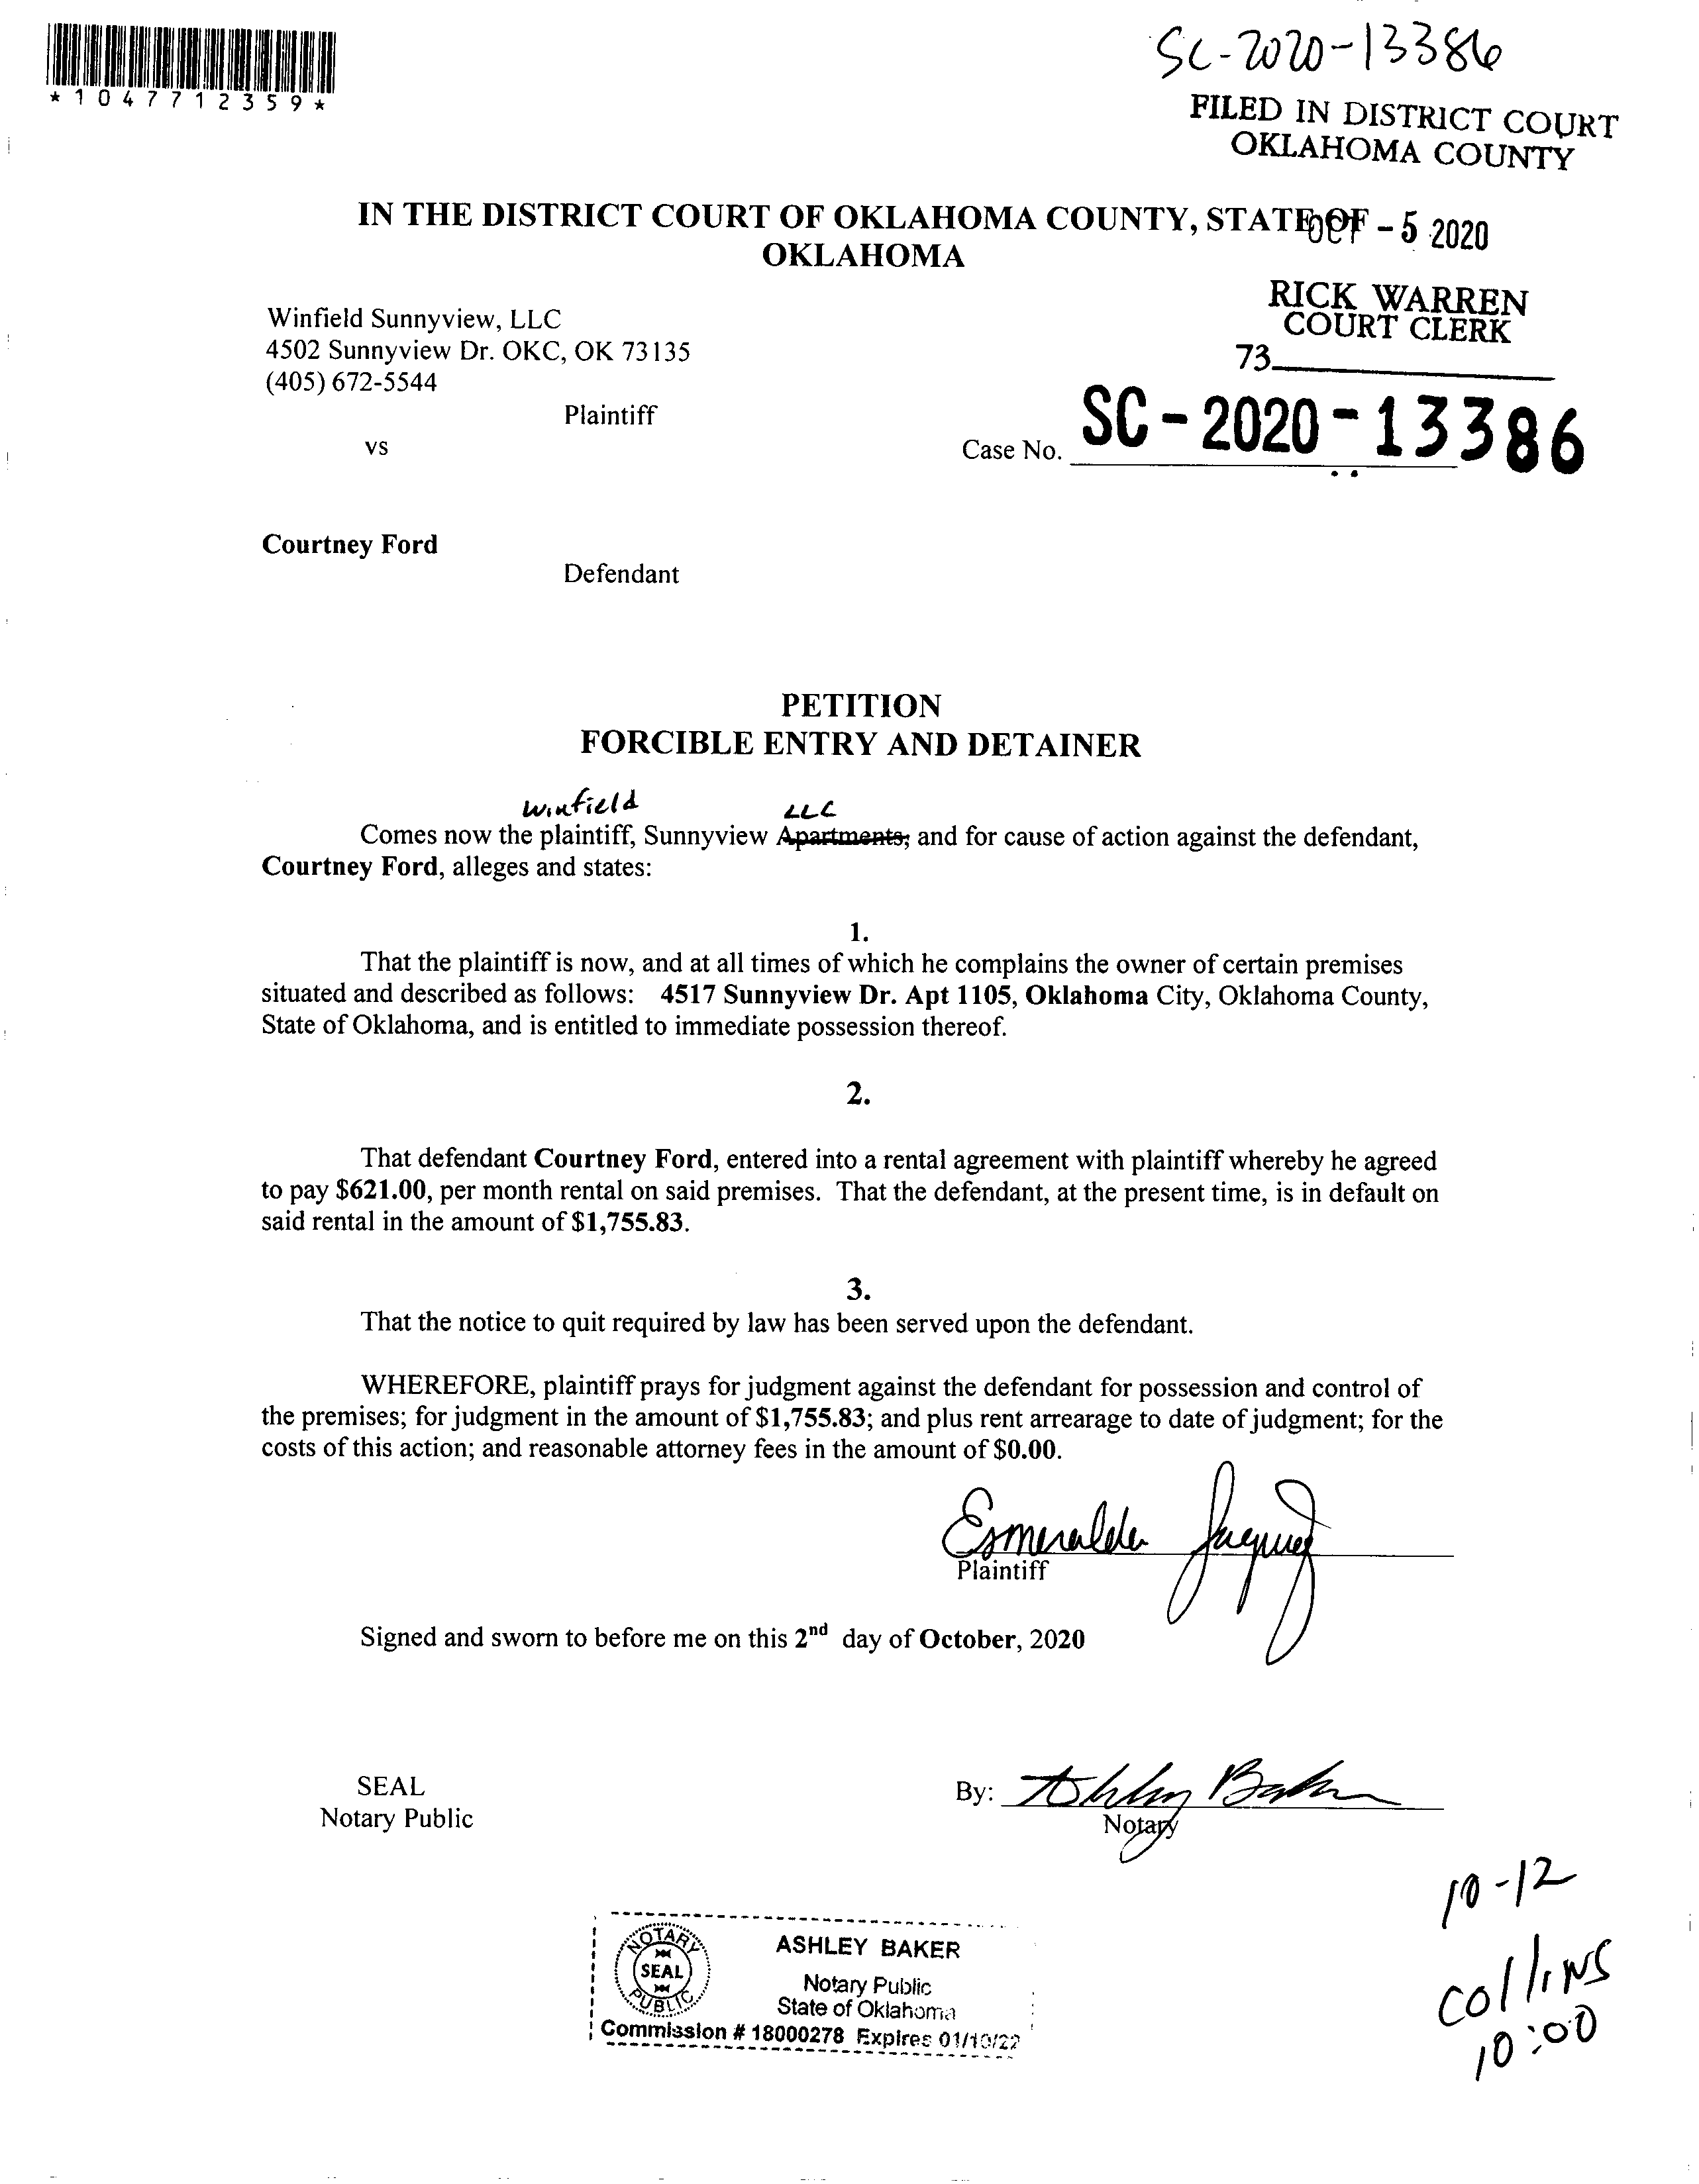 *1047712359*
SC-2020-13386
FILED IN DISTRICT COURT
OKLAHOMA COUNTY
IN THE DISTRICT COURT OF OKLAHOMA COUNTY, STATE OF
OKLAHOMA
OCT - 5 2020
RICK WARREN
COURT CLERK
73
Winfield Sunnyview, LLC
4502 Sunnyview Dr. OKC, OK 73135
(405) 672-5544
Plaintiff
vs
Case No. SC-2020-13386
Courtney Ford
Defendant
PETITION
FORCIBLE ENTRY AND DETAINER
Winfield LLC
Comes now the plaintiff, Sunnyview Apartments, and for cause of action against the defendant,
Courtney Ford, alleges and states:
1.
That the plaintiff is now, and at all times of which he complains the owner of certain premises
situated and described as follows: 4517 Sunnyview Dr. Apt 1105, Oklahoma City, Oklahoma County,
State of Oklahoma, and is entitled to immediate possession thereof.
2.
That defendant Courtney Ford, entered into a rental agreement with plaintiff whereby he agreed
to pay $621.00, per month rental on said premises. That the defendant, at the present time, is in default on
said rental in the amount of $1,755.83.
3.
That the notice to quit required by law has been served upon the defendant.
WHEREFORE, plaintiff prays for judgment against the defendant for possession and control of
the premises; for judgment in the amount of $1,755.83; and plus rent arrearage to date of judgment; for the
costs of this action; and reasonable attorney fees in the amount of $0.00.
Esmeralda
Plaintiff
Signed and sworn to before me on this 2nd day of October, 2020
SEAL
Notary Public
By: Ashley Baker
Notary
10-12
Collins
10:00
NOTARY
SEAL
PUBLIC
ASHLEY BAKER
Notary Public
State of Oklahoma
Commission # 18000278 Expires 01/10/22